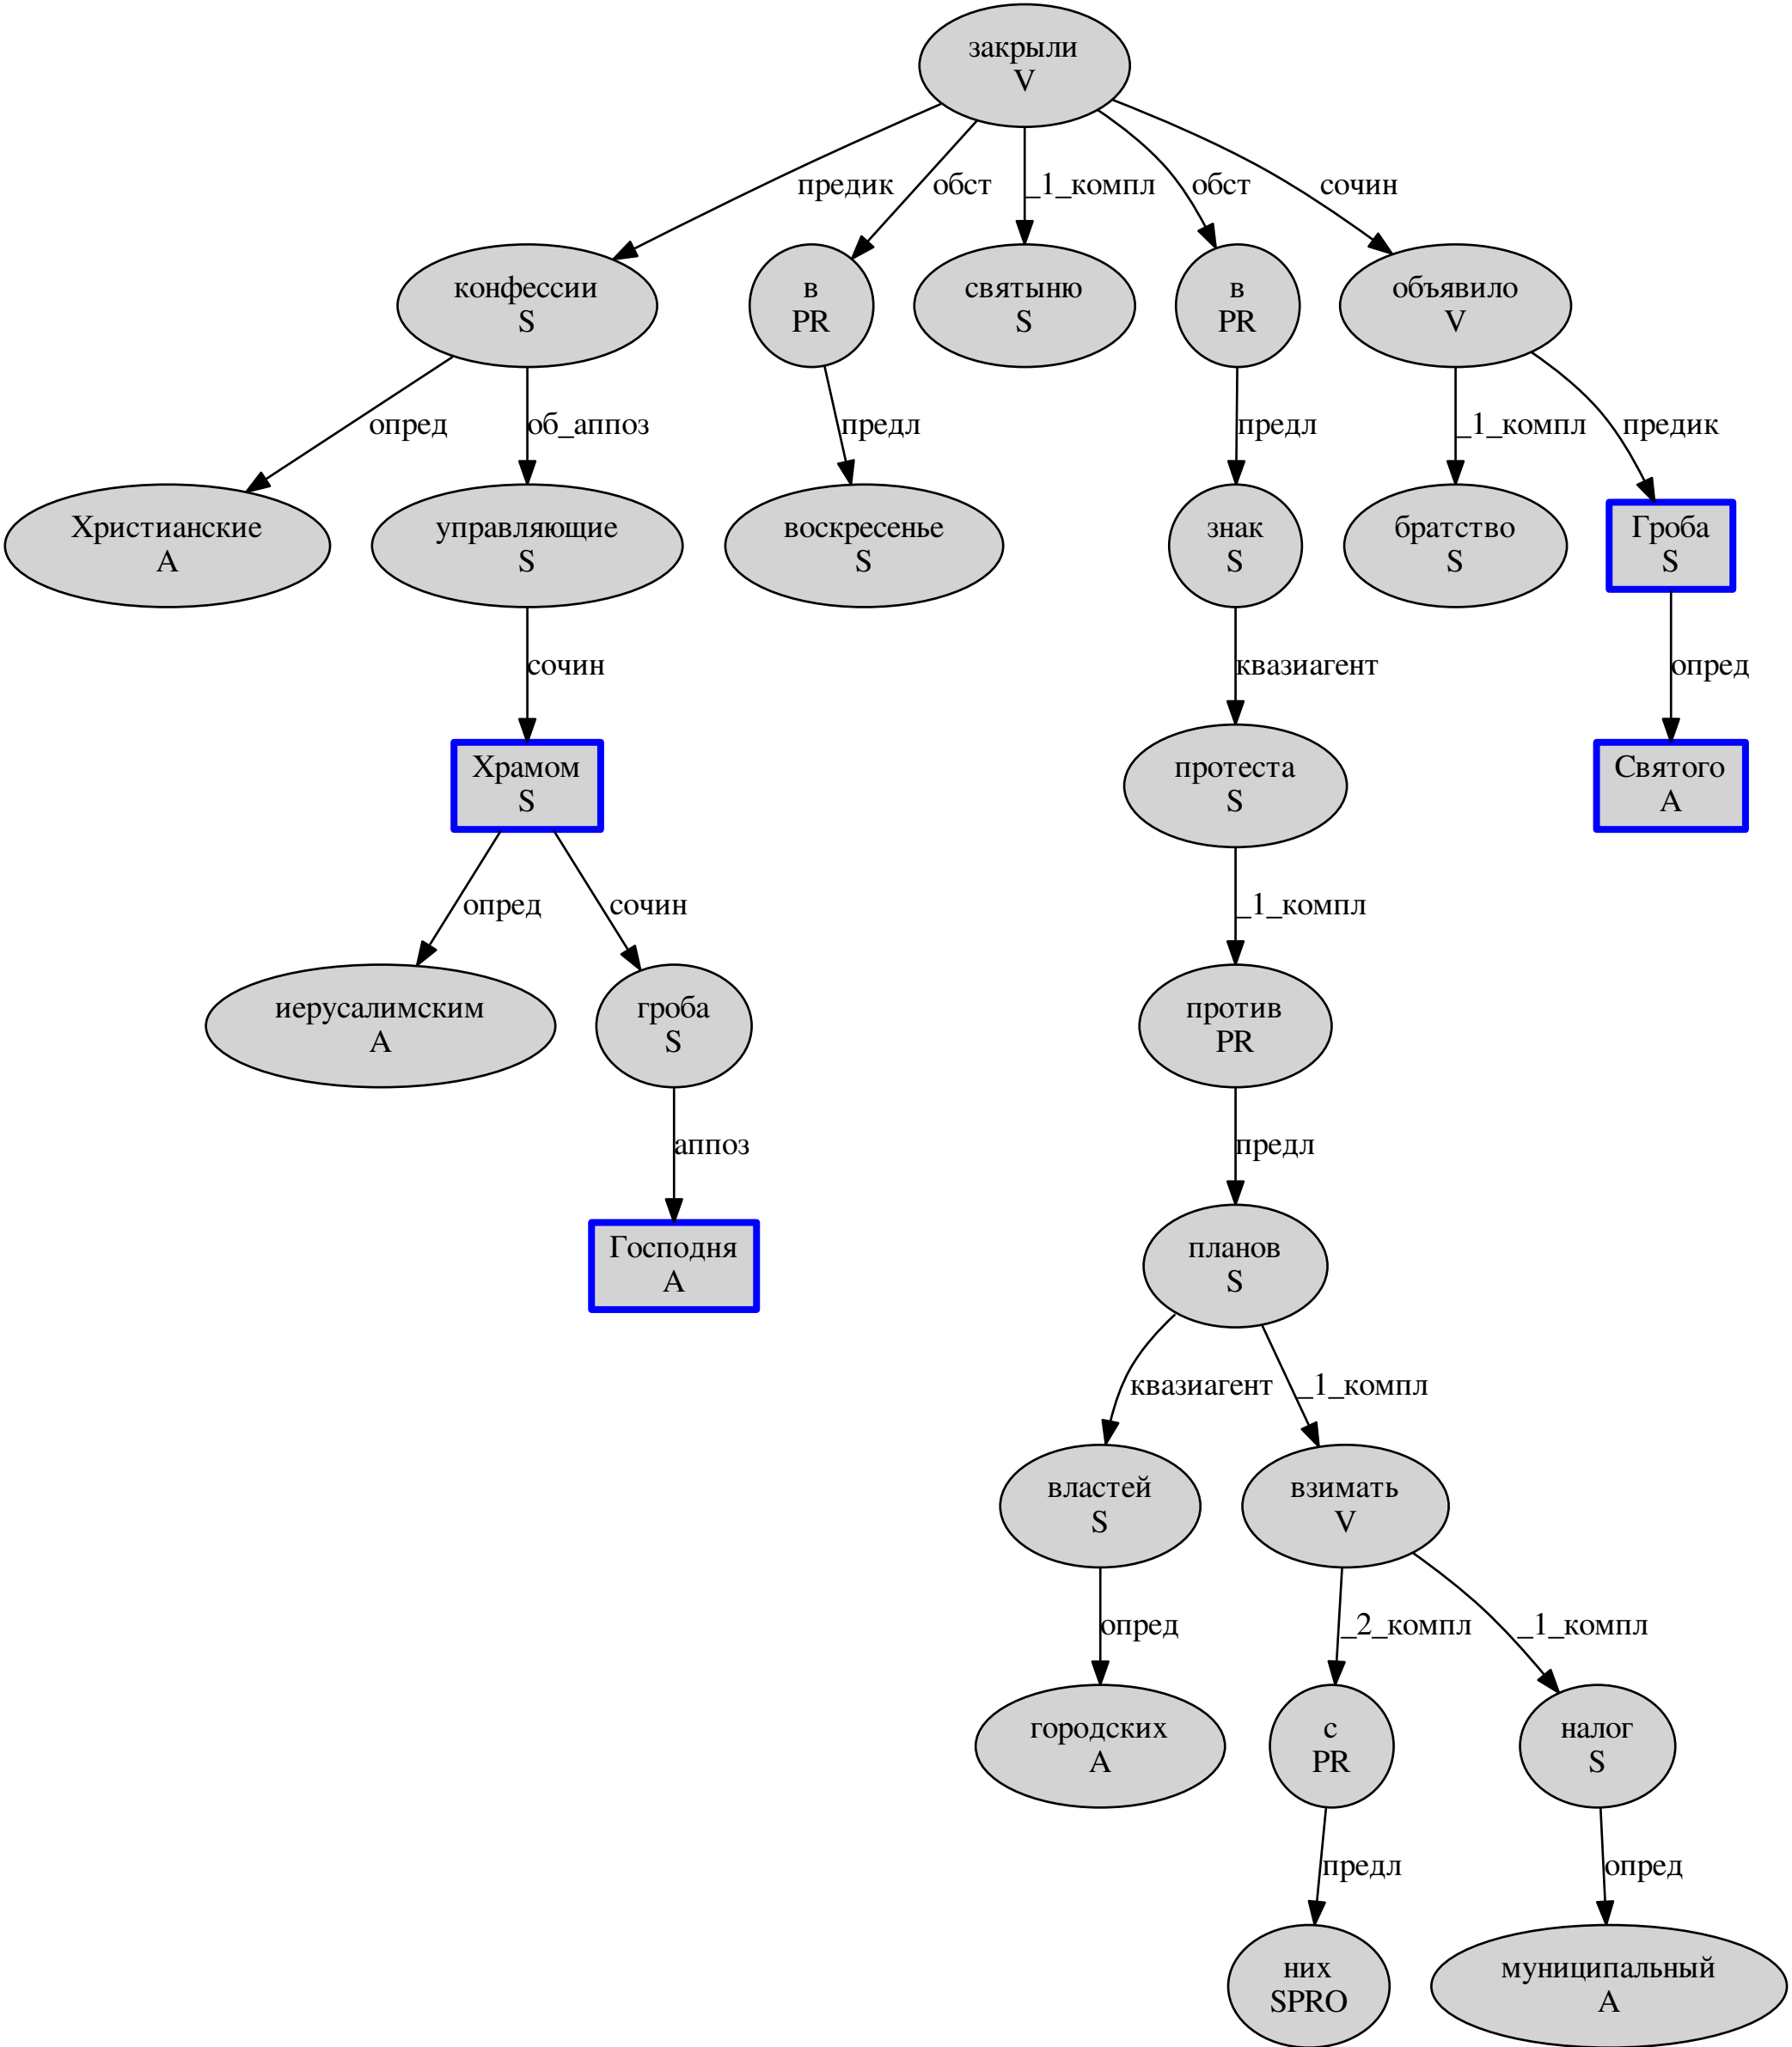 закрыли
V
предик
обст
_1_компл
обст
сочин
конфессии
S
в
PR
святыню
S
в
PR
объявило
V
опред
об_аппоз
предл
предл
_1_компл
предик
Христианские
A
управляющие
S
воскресенье
S
знак
S
братство
S
Гроба
S
сочин
квазиагент
опред
Храмом
S
протеста
S
Святого
A
опред
сочин
_1_компл
иерусалимским
A
гроба
S
против
PR
аппоз
предл
Господня
A
планов
S
квазиагент
_1_компл
властей
S
взимать
V
опред
_2_компл
_1_компл
городских
A
с
PR
налог
S
предл
опред
них
SPRO
муниципальный
A